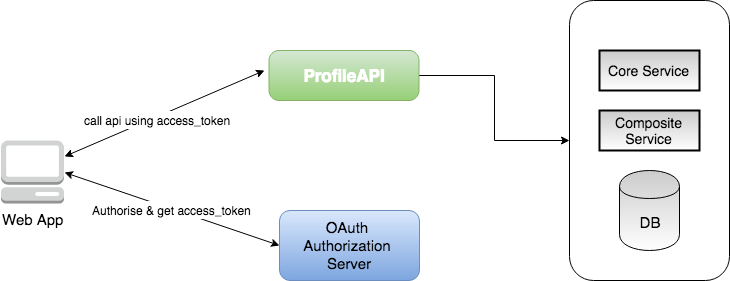 ProfileAPI
Core Service
call api using access_token
Composite
Service
Web App
Authorise & get access_token
OAuth
Authorization
Server
DB